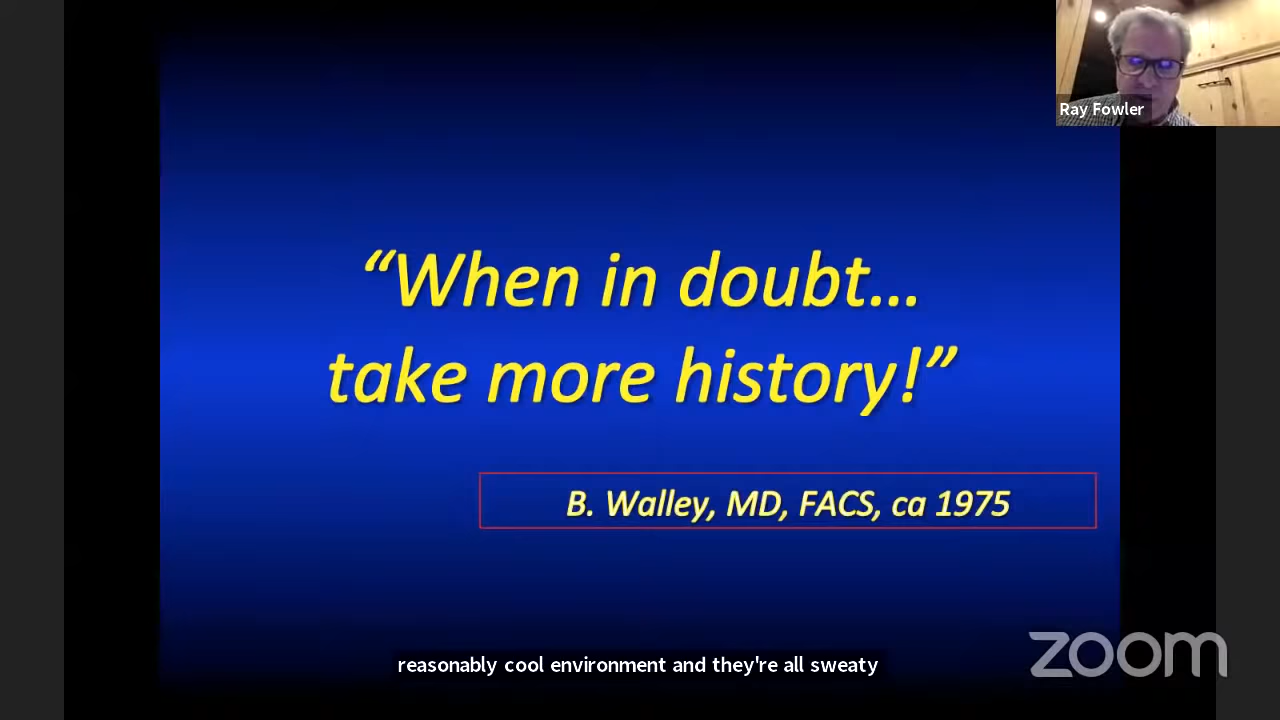 Ray Fowler
“When in doubt…
take more history!”
B. Walley, MD, FACS, ca 1975
reasonably cool environment and they're all sweaty
zoom